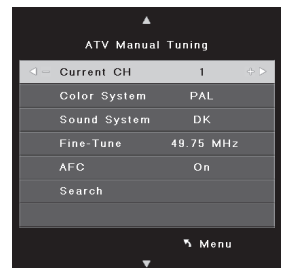 ATV Manual Tuning
Current CH 1
Color System PAL
Sound System DK
Fine-Tune 49.75 MHz
AFC On
Search
Menu